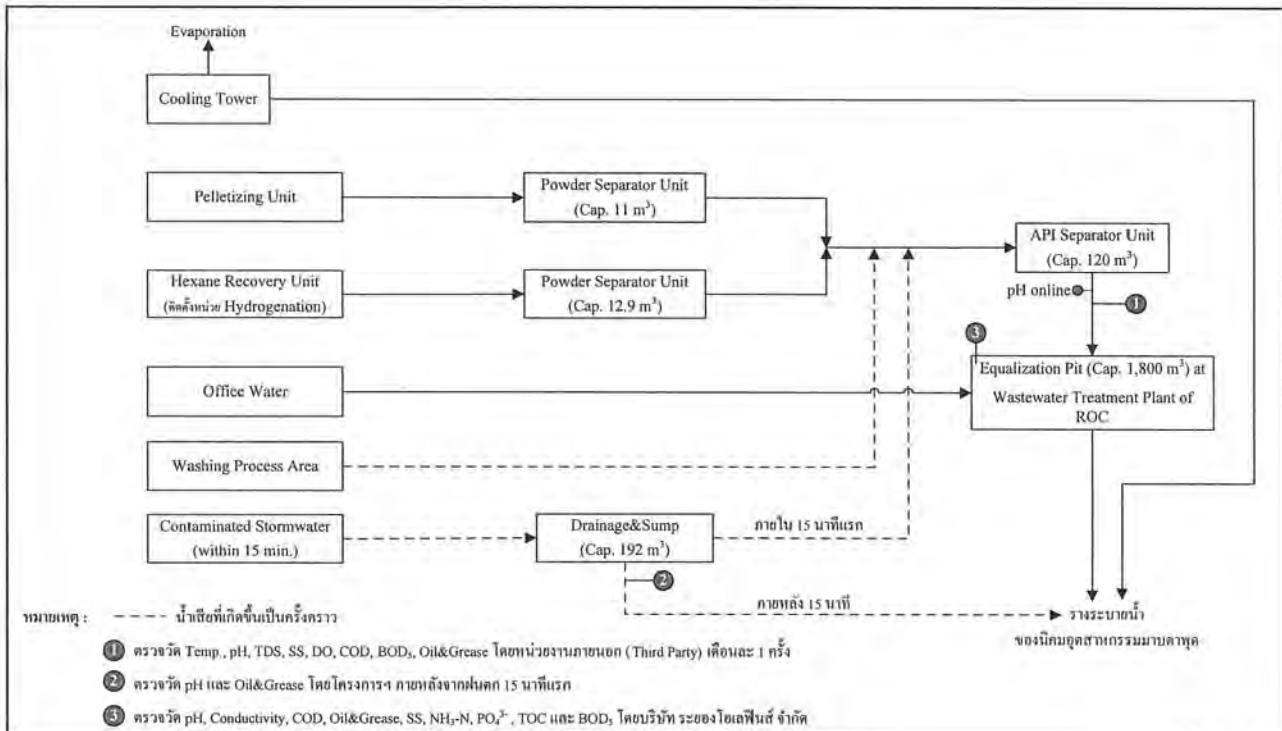 Evaporation
Cooling Tower
Pelletizing Unit
Powder Separator Unit
(Cap. 11 m³)
API Separator Unit
(Cap. 120 m³)
Hexane Recovery Unit
(ติดตั้งหน่วย Hydrogenation)
Powder Separator Unit
(Cap. 12.9 m³)
pH online
1
3
Office Water
Equalization Pit (Cap. 1,800 m³) at
Wastewater Treatment Plant of
ROC
Washing Process Area
Contaminated Stormwater
(within 15 min.)
Drainage&Sump
(Cap. 192 m³)
ภายใน 15 นาทีแรก
2
ภายหลัง 15 นาที
รางระบายน้ำ
ของนิคมอุตสาหกรรมมาบตาพุด
หมายเหตุ : น้ำเสียที่เกิดขึ้นเป็นครั้งคราว
1 ตรวจวัด Temp., pH, TDS, SS, DO, COD, BOD₅, Oil&Grease โดยหน่วยงานภายนอก (Third Party) เดือนละ 1 ครั้ง
2 ตรวจวัด pH และ Oil&Grease โดยโครงการฯ ภายหลังจากฝนตก 15 นาทีแรก
3 ตรวจวัด pH, Conductivity, COD, Oil&Grease, SS, NH₃-N, PO₄³⁻, TOC และ BOD₅ โดยบริษัท ระยองโอเลฟินส์ จำกัด